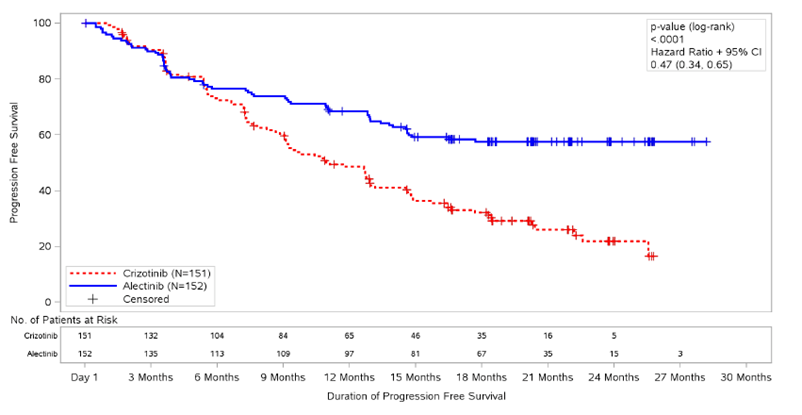 100
80
60
40
20
0
Progression Free Survival
p-value (log-rank)
<.0001
Hazard Ratio + 95% CI
0.47 (0.34, 0.65)
Crizotinib (N=151)
Alectinib (N=152)
Censored
No. of Patients at Risk
Crizotinib 151 132 104 84 65 46 35 16 5
Alectinib 152 135 113 109 97 81 67 35 15 3
Day 1 3 Months 6 Months 9 Months 12 Months 15 Months 18 Months 21 Months 24 Months 27 Months 30 Months
Duration of Progression Free Survival